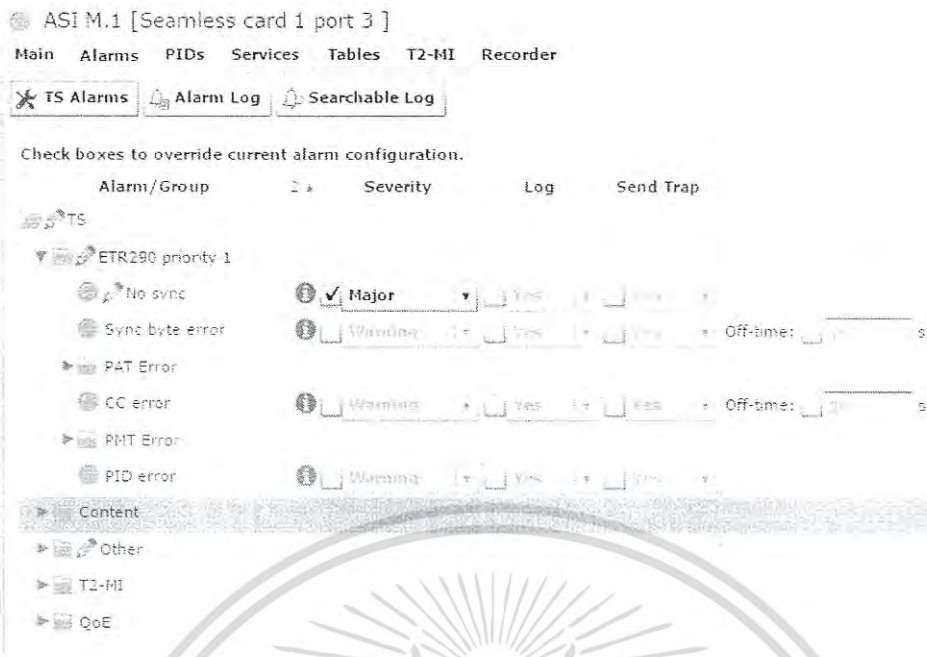 ASI M.1 [Seamless card 1 port 3 ]
Main Alarms PIDs Services Tables T2-MI Recorder
TS Alarms Alarm Log Searchable Log
Check boxes to override current alarm configuration.
Alarm/Group Severity Log Send Trap
TS
ETR290 priority 1
No sync Major Yes
Sync byte error Warning Yes Yes Off-time: s
PAT Error
CC error Warning Yes Yes Off-time: s
PMT Error
PID error Warning Yes Yes
Content
Other
T2-MI
QoE